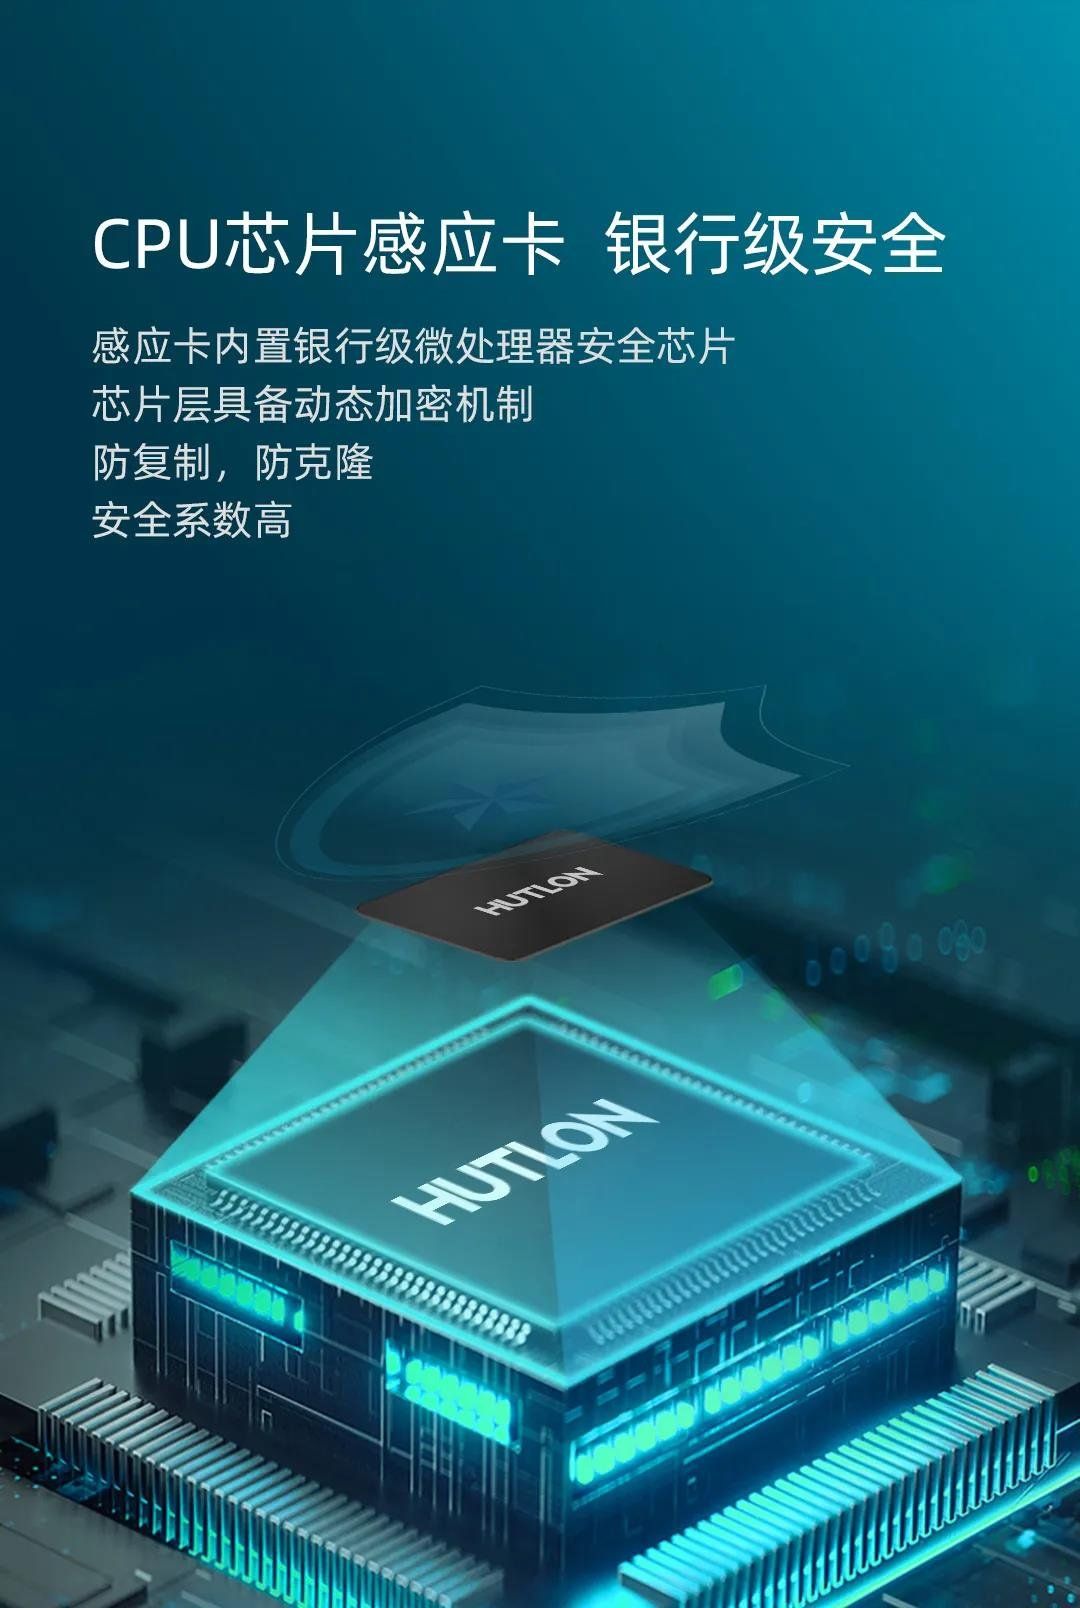 CPU芯片感应卡 银行级安全
感应卡内置银行级微处理器安全芯片
芯片层具备动态加密机制
防复制，防克隆
安全系数高
HUTLON
HUTLON